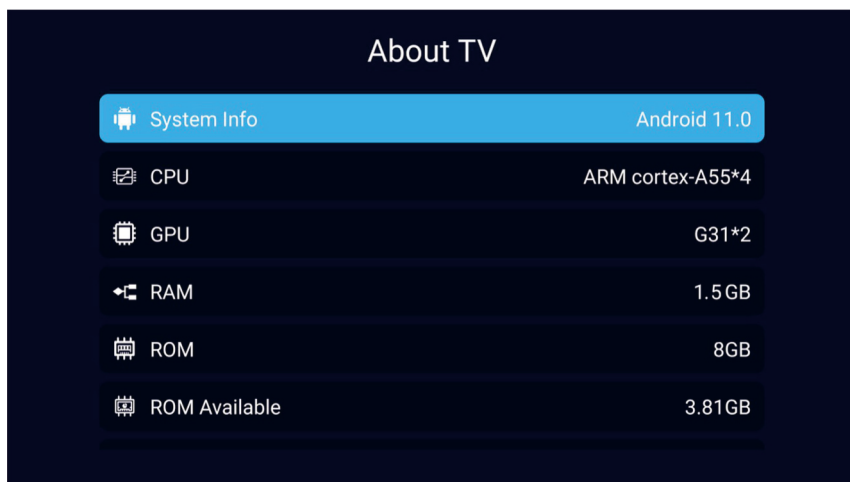 About TV
System Info Android 11.0
CPU ARM cortex-A55*4
GPU G31*2
RAM 1.5GB
ROM 8GB
ROM Available 3.81GB